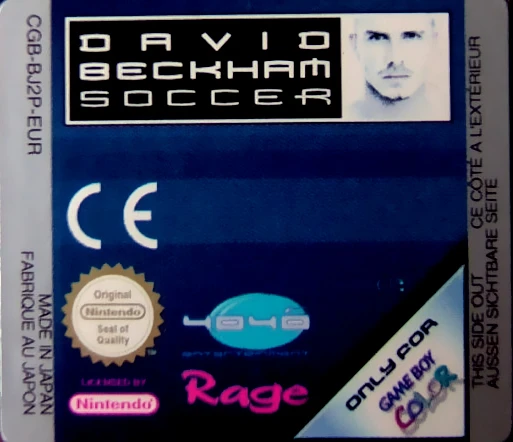 CGB-BJ2P-EUR
MADE IN JAPAN
FABRIQUE AU JAPON
DAVID
BECKHAM
SOCCER
CE
Original
Nintendo
Seal of
Quality
TM
LICENSED BY
Nintendo
Rage
ONLY FOR
GAME BOY
COLOR
THIS SIDE OUT CE CÔTÉ A L'EXTÉRIEUR
AUSSEN SICHTBARE SEITE